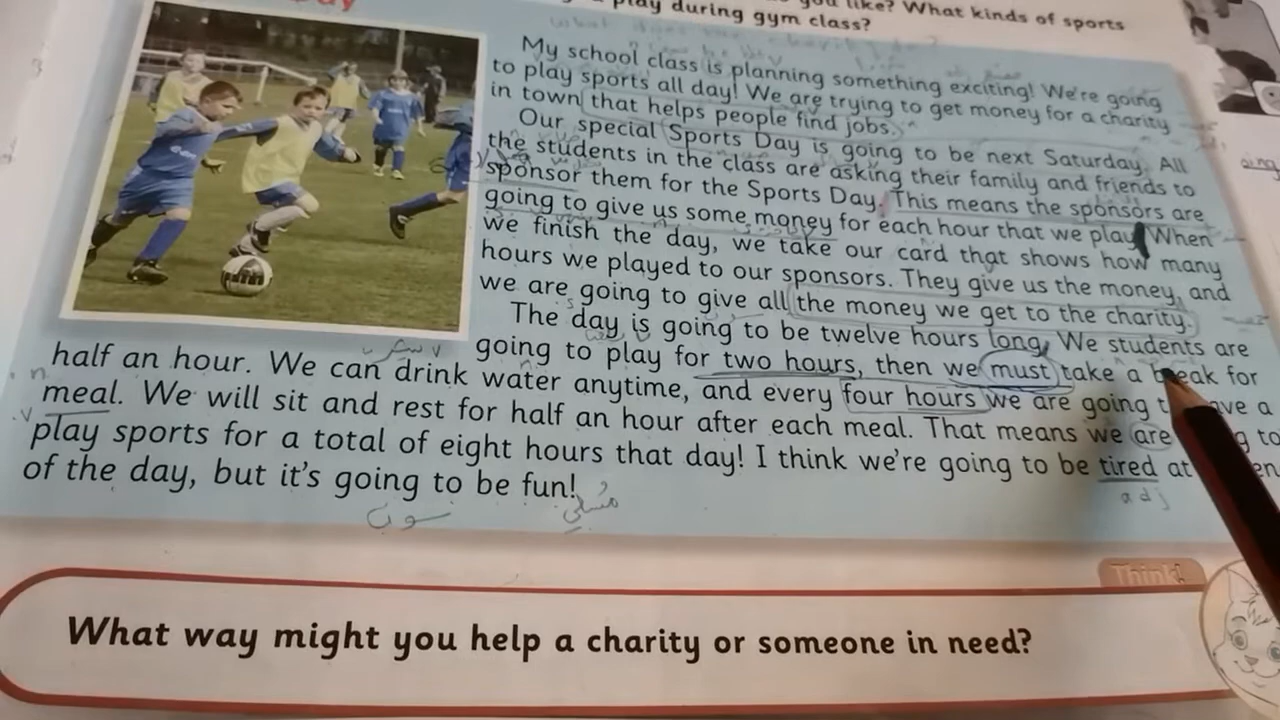 ay
you like? What kinds of sports
play during gym class?
My school class is planning something exciting! We're going
to play sports all day! We are trying to get money for a charity
in town that helps people find jobs.
Our special Sports Day is going to be next Saturday. All
the students in the class are asking their family and friends to
sponsor them for the Sports Day. This means the sponsors are
going to give us some money for each hour that we play. When
we finish the day, we take our card that shows how many
hours we played to our sponsors. They give us the money, and
we are going to give all the money we get to the charity.
The day is going to be twelve hours long. We students are
going to play for two hours, then we must take a break for
half an hour. We can drink water anytime, and every four hours we are going t ave a
meal. We will sit and rest for half an hour after each meal. That means we are g to
play sports for a total of eight hours that day! I think we're going to be tired at en
of the day, but it's going to be fun!
adj
Think!
What way might you help a charity or someone in need?